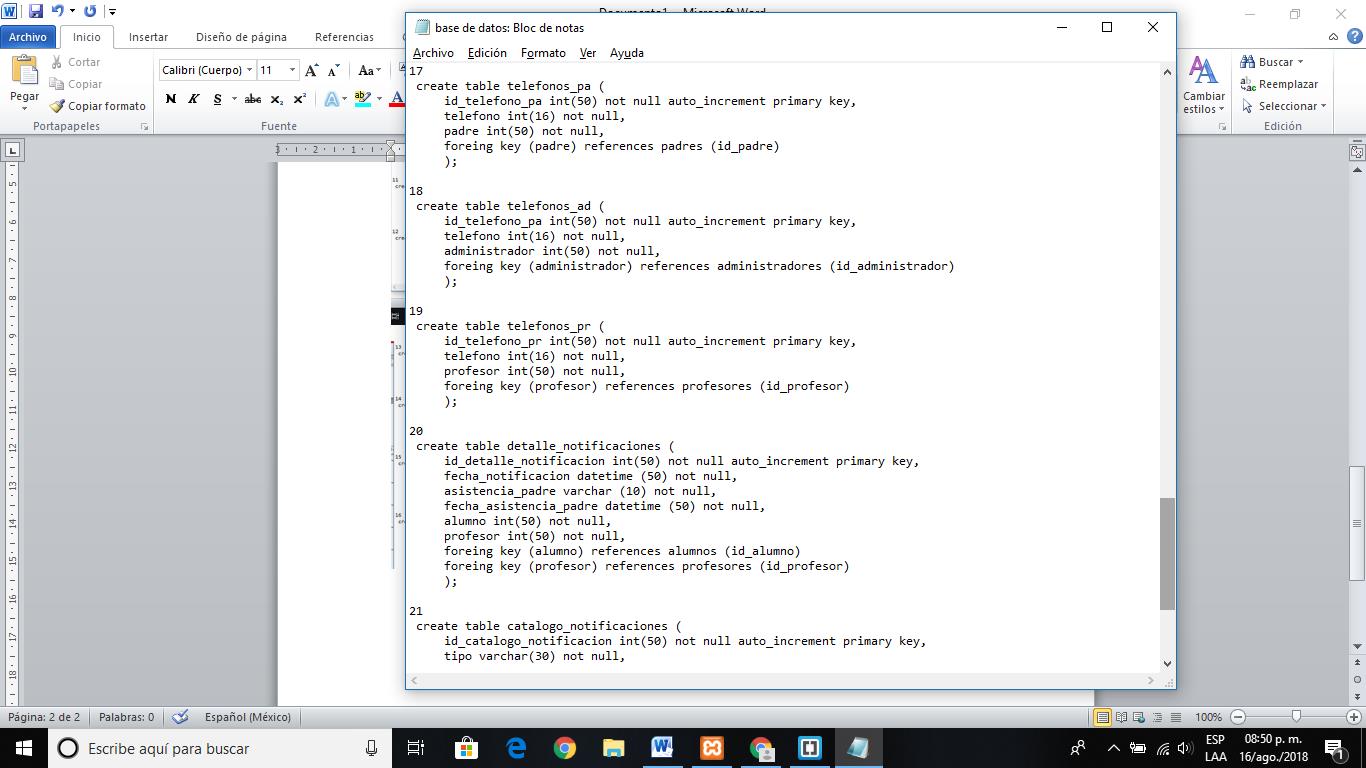 Documento1 - Microsoft Word
Archivo Inicio Insertar Diseño de página Referencias
Pegar
Cortar
Copiar
Copiar formato
Portapapeles
Calibri (Cuerpo) 11 A A Aa
N K S abc x₂ x² A ab A
Fuente
Cambiar estilos
Buscar
Reemplazar
Seleccionar
Edición
base de datos: Bloc de notas
Archivo Edición Formato Ver Ayuda
17
create table telefonos_pa (
id_telefono_pa int(50) not null auto_increment primary key,
telefono int(16) not null,
padre int(50) not null,
foreing key (padre) references padres (id_padre)
);
18
create table telefonos_ad (
id_telefono_pa int(50) not null auto_increment primary key,
telefono int(16) not null,
administrador int(50) not null,
foreing key (administrador) references administradores (id_administrador)
);
19
create table telefonos_pr (
id_telefono_pr int(50) not null auto_increment primary key,
telefono int(16) not null,
profesor int(50) not null,
foreing key (profesor) references profesores (id_profesor)
);
20
create table detalle_notificaciones (
id_detalle_notificacion int(50) not null auto_increment primary key,
fecha_notificacion datetime (50) not null,
asistencia_padre varchar (10) not null,
fecha_asistencia_padre datetime (50) not null,
alumno int(50) not null,
profesor int(50) not null,
foreing key (alumno) references alumnos (id_alumno)
foreing key (profesor) references profesores (id_profesor)
);
21
create table catalogo_notificaciones (
id_catalogo_notificacion int(50) not null auto_increment primary key,
tipo varchar(30) not null,
Página: 2 de 2 Palabras: 0 Español (México) 100%
Escribe aquí para buscar
ESP
LAA
08:50 p. m.
16/ago./2018
1